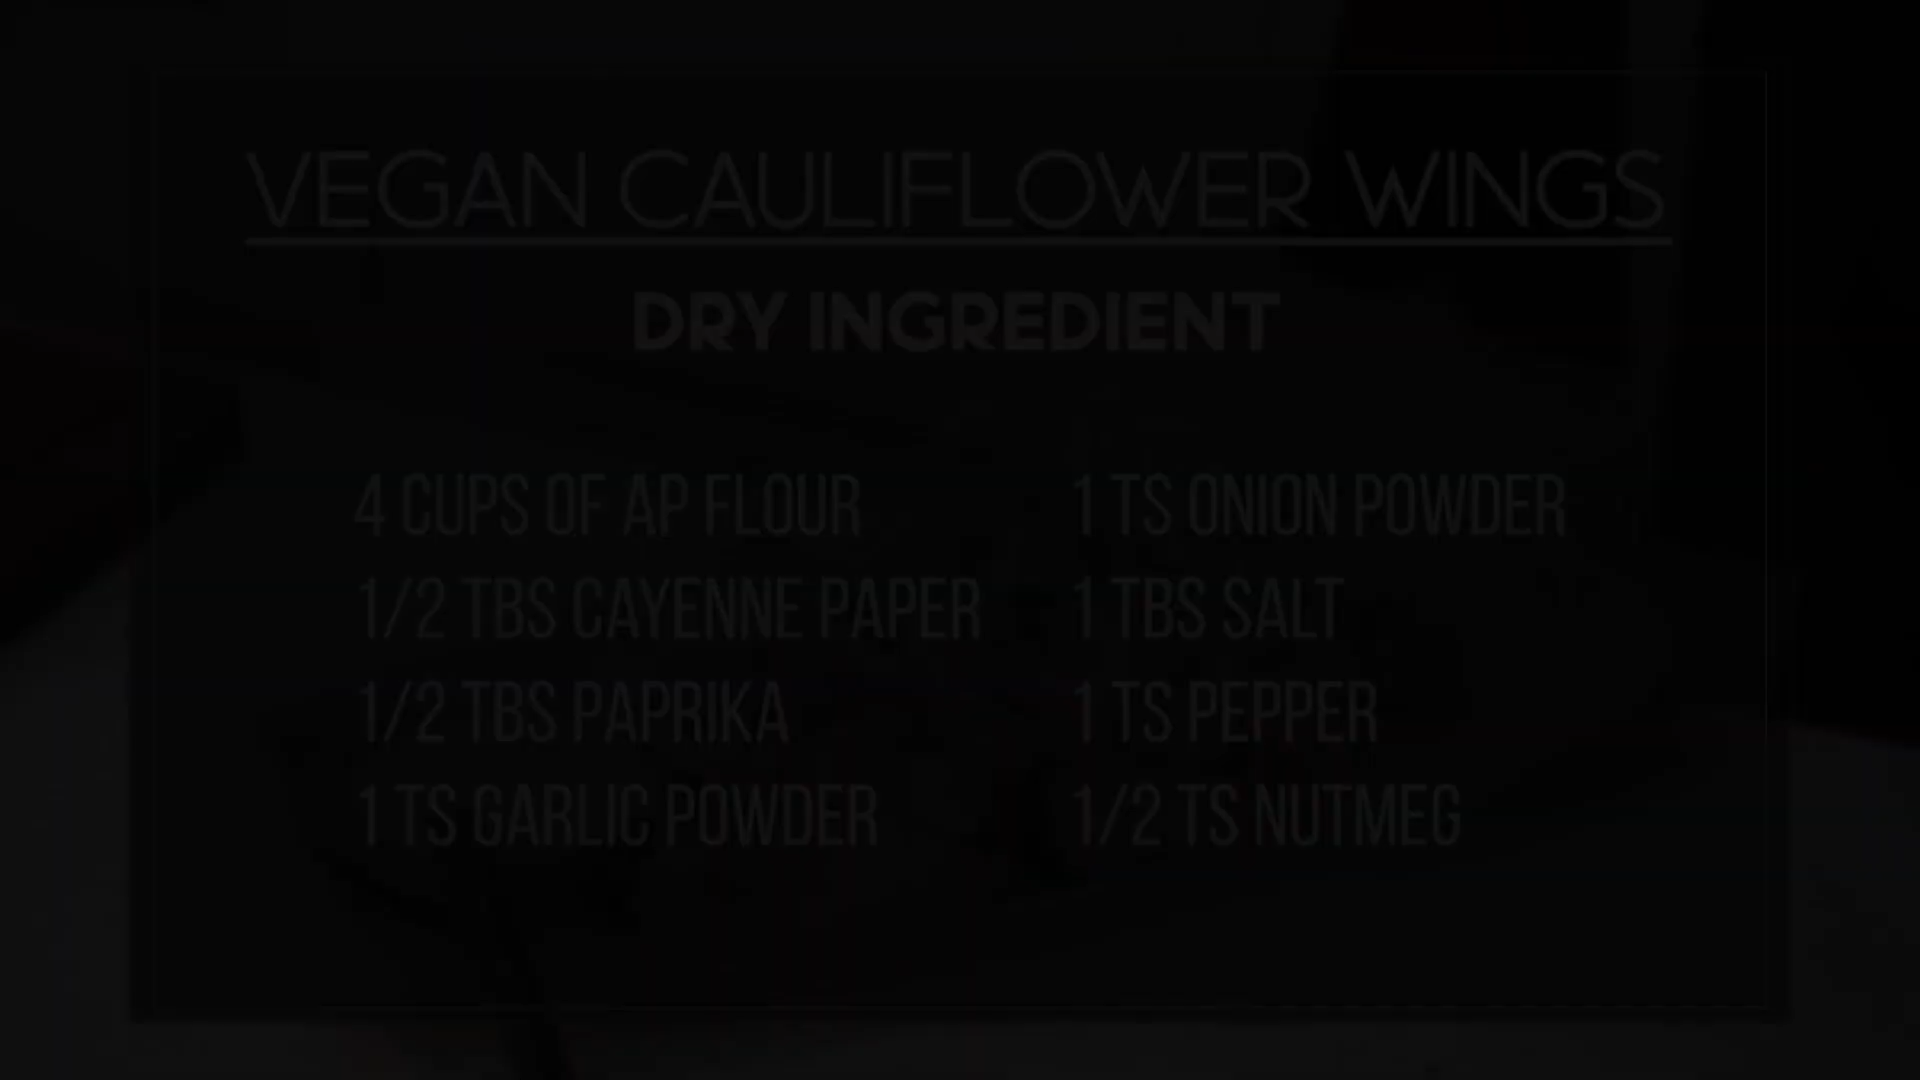 VEGAN CAULIFLOWER WINGS
DRY INGREDIENT
4 CUPS OF AP FLOUR
1/2 TBS CAYENNE PAPER
1/2 TBS PAPRIKA
1 TS GARLIC POWDER
1 TS ONION POWDER
1 TBS SALT
1 TS PEPPER
1/2 TS NUTMEG